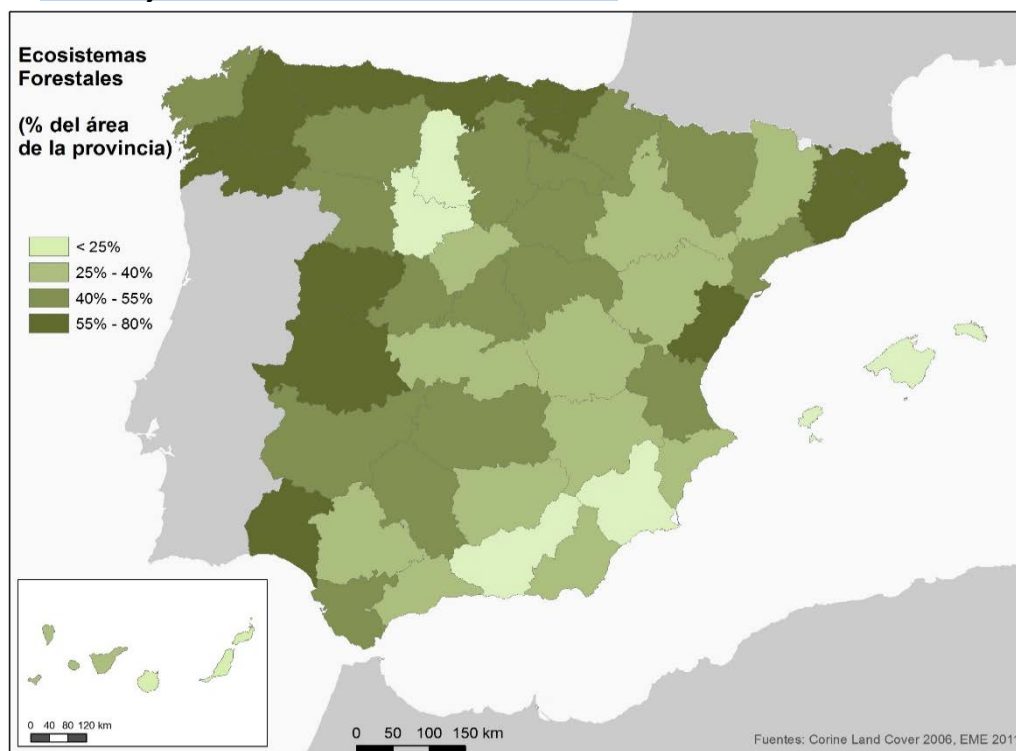 Ecosistemas
Forestales
(% del área
de la provincia)
< 25%
25% - 40%
40% - 55%
55% - 80%
0 40 80 120 km
0 50 100 150 km
Fuentes: Corine Land Cover 2006, EME 2011